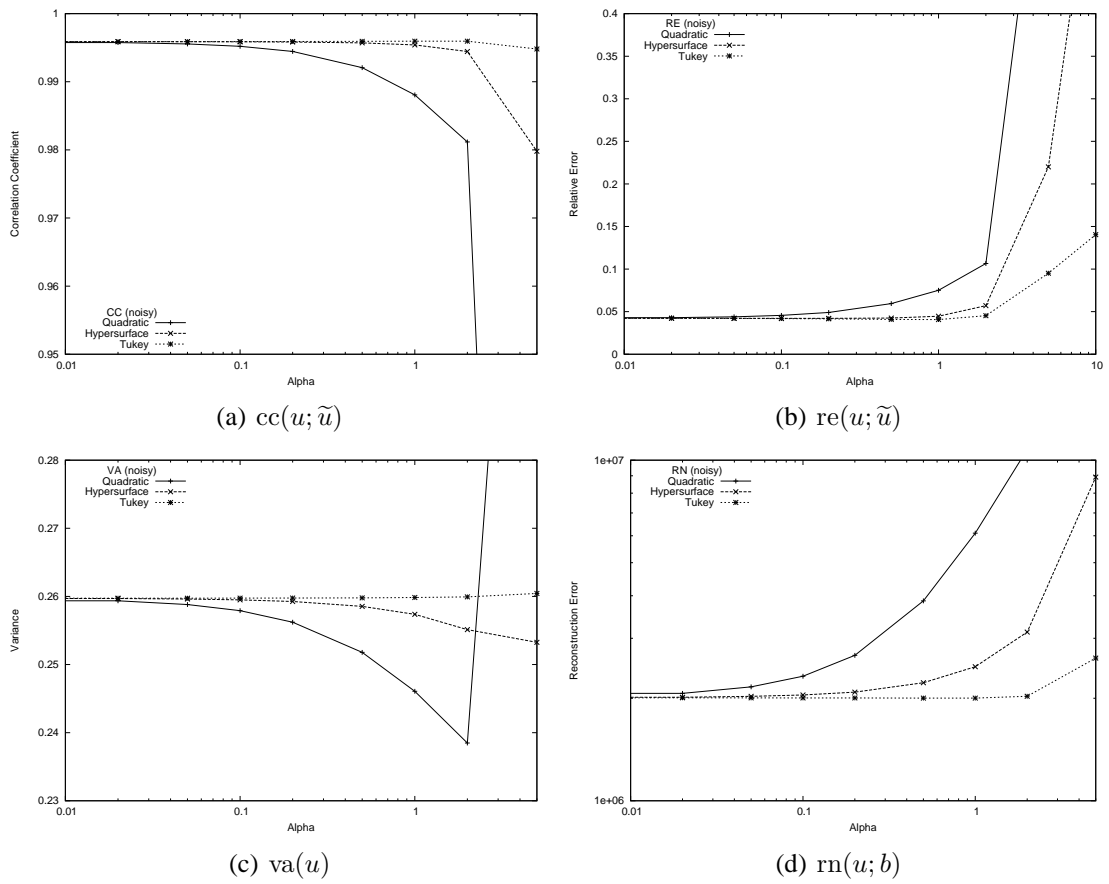 1
0.99
0.98
0.97
0.96
0.95
Correlation Coefficient
CC (noisy)
Quadratic
Hypersurface
Tukey
0.01 0.1 1
Alpha
(a) cc(u; ũ)
0.4
0.35
0.3
0.25
0.2
0.15
0.1
0.05
0
Relative Error
RE (noisy)
Quadratic
Hypersurface
Tukey
0.01 0.1 1 10
Alpha
(b) re(u; ũ)
0.28
0.27
0.26
0.25
0.24
0.23
Variance
VA (noisy)
Quadratic
Hypersurface
Tukey
0.01 0.1 1
Alpha
(c) va(u)
1e+07
1e+06
Reconstruction Error
RN (noisy)
Quadratic
Hypersurface
Tukey
0.01 0.1 1
Alpha
(d) rn(u; b)